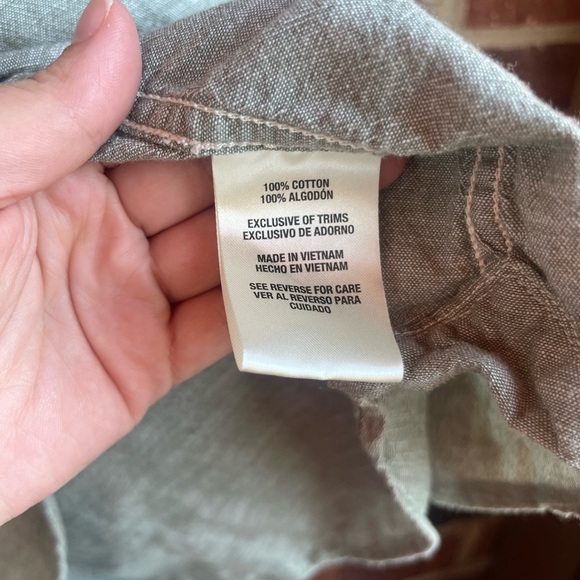 100% COTTON
100% ALGODÓN
EXCLUSIVE OF TRIMS
EXCLUSIVO DE ADORNO
MADE IN VIETNAM
HECHO EN VIETNAM
SEE REVERSE FOR CARE
VER AL REVERSO PARA
CUIDADO